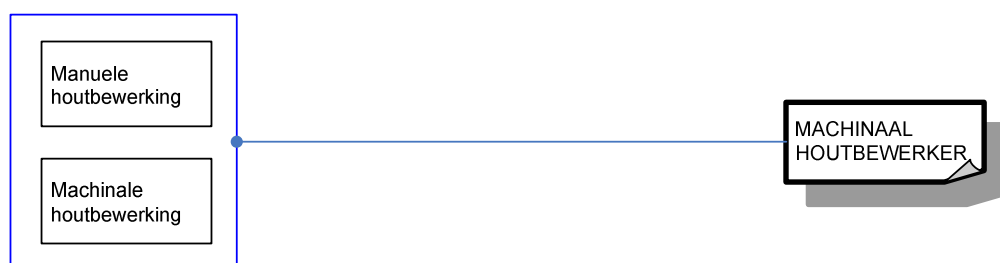 Manuele
houtbewerking
Machinale
houtbewerking
MACHINAAL
HOUTBEWERKER